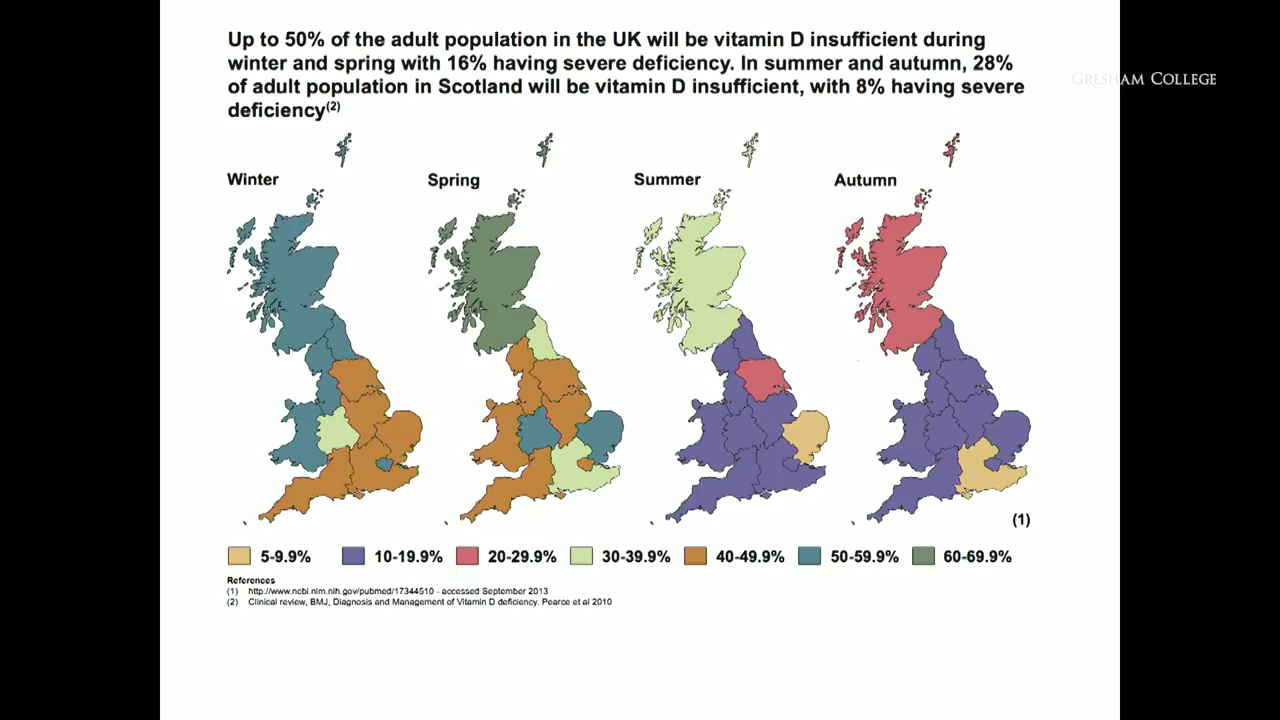 Up to 50% of the adult population in the UK will be vitamin D insufficient during
winter and spring with 16% having severe deficiency. In summer and autumn, 28%
of adult population in Scotland will be vitamin D insufficient, with 8% having severe
deficiency(2)
GRESHAM COLLEGE
Winter
Spring
Summer
Autumn
(1)
5-9.9%
10-19.9%
20-29.9%
30-39.9%
40-49.9%
50-59.9%
60-69.9%
References
(1) http://www.ncbi.nlm.nih.gov/pubmed/17344510 - accessed September 2013
(2) Clinical review, BMJ, Diagnosis and Management of Vitamin D deficiency. Pearce et al 2010